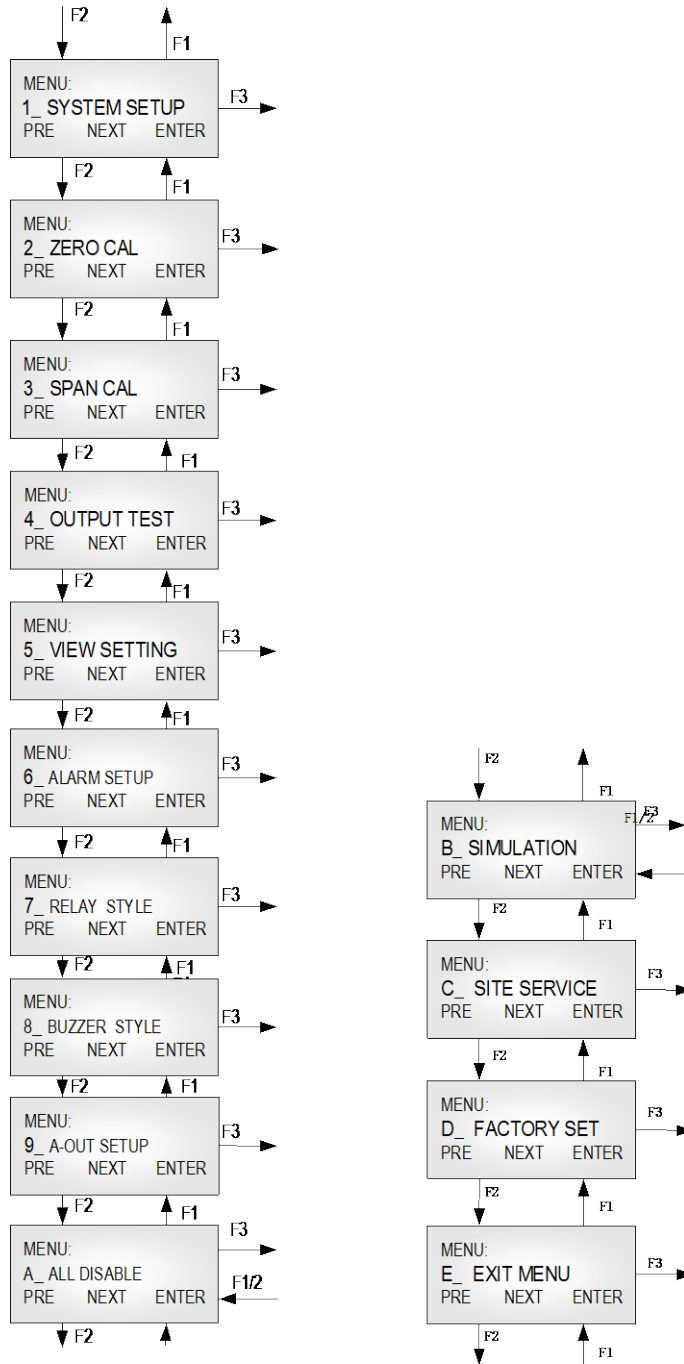 F2
F1
MENU:
1_ SYSTEM SETUP
PRE NEXT ENTER
F3
F2
F1
MENU:
2_ ZERO CAL
PRE NEXT ENTER
F3
F2
F1
MENU:
3_ SPAN CAL
PRE NEXT ENTER
F3
F2
F1
MENU:
4_ OUTPUT TEST
PRE NEXT ENTER
F3
F2
F1
MENU:
5_ VIEW SETTING
PRE NEXT ENTER
F3
F2
F1
MENU:
6_ ALARM SETUP
PRE NEXT ENTER
F3
F2
F1
MENU:
7_ RELAY STYLE
PRE NEXT ENTER
F3
F2
F1
MENU:
8_ BUZZER STYLE
PRE NEXT ENTER
F3
F2
F1
MENU:
9_ A-OUT SETUP
PRE NEXT ENTER
F3
F2
F1
MENU:
A_ ALL DISABLE
PRE NEXT ENTER
F3
F1/2
F2
F2
F1
MENU:
B_ SIMULATION
PRE NEXT ENTER
F3
F1/2
F2
F1
MENU:
C_ SITE SERVICE
PRE NEXT ENTER
F3
F2
F1
MENU:
D_ FACTORY SET
PRE NEXT ENTER
F3
F2
F1
MENU:
E_ EXIT MENU
PRE NEXT ENTER
F3
F2
F1